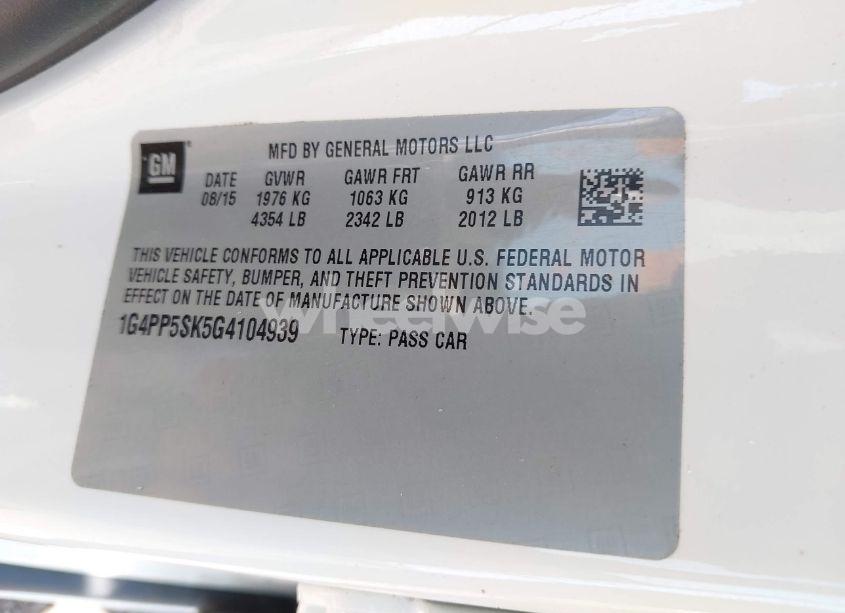 GM
MFD BY GENERAL MOTORS LLC
DATE GVWR GAWR FRT GAWR RR
08/15 1976 KG 1063 KG 913 KG
4354 LB 2342 LB 2012 LB
THIS VEHICLE CONFORMS TO ALL APPLICABLE U.S. FEDERAL MOTOR
VEHICLE SAFETY, BUMPER, AND THEFT PREVENTION STANDARDS IN
EFFECT ON THE DATE OF MANUFACTURE SHOWN ABOVE.
1G4PP5SK5G4104939 TYPE: PASS CAR
wheelwise